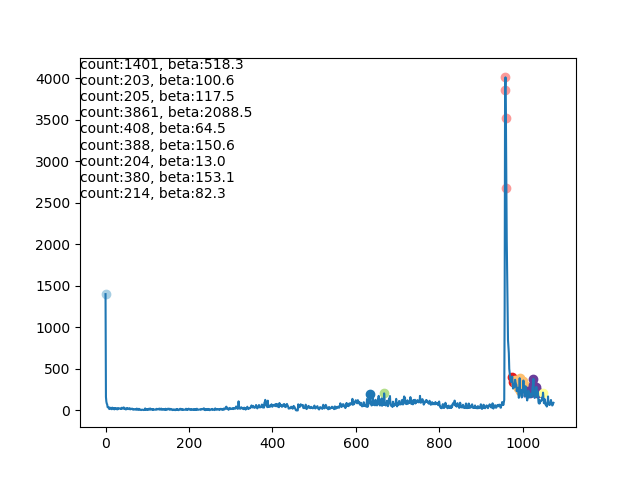 count:1401, beta:518.3
count:203, beta:100.6
count:205, beta:117.5
count:3861, beta:2088.5
count:408, beta:64.5
count:388, beta:150.6
count:204, beta:13.0
count:380, beta:153.1
count:214, beta:82.3
4000
3500
3000
2500
2000
1500
1000
500
0
0 200 400 600 800 1000